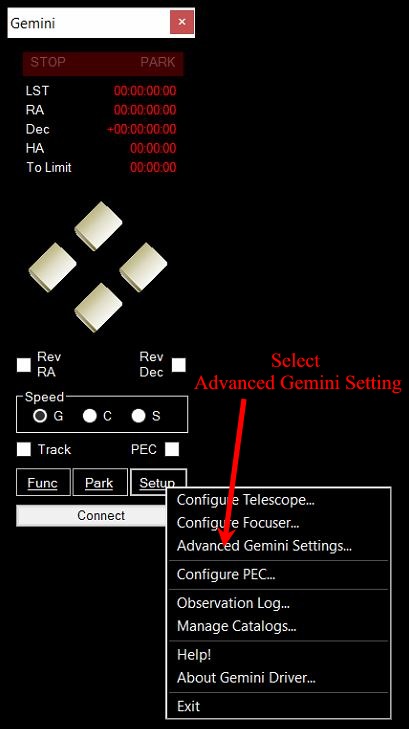 Gemini ×
STOP PARK
LST 00:00:00:00
RA 00:00:00
Dec +00:00:00:00
HA 00:00:00
To Limit 00:00:00
Rev RA
Rev Dec
Select
Advanced Gemini Setting
Speed
G C S
Track PEC
Func Park Setup
Connect
Configure Telescope...
Configure Focuser...
Advanced Gemini Settings...
Configure PEC...
Observation Log...
Manage Catalogs...
Help!
About Gemini Driver...
Exit